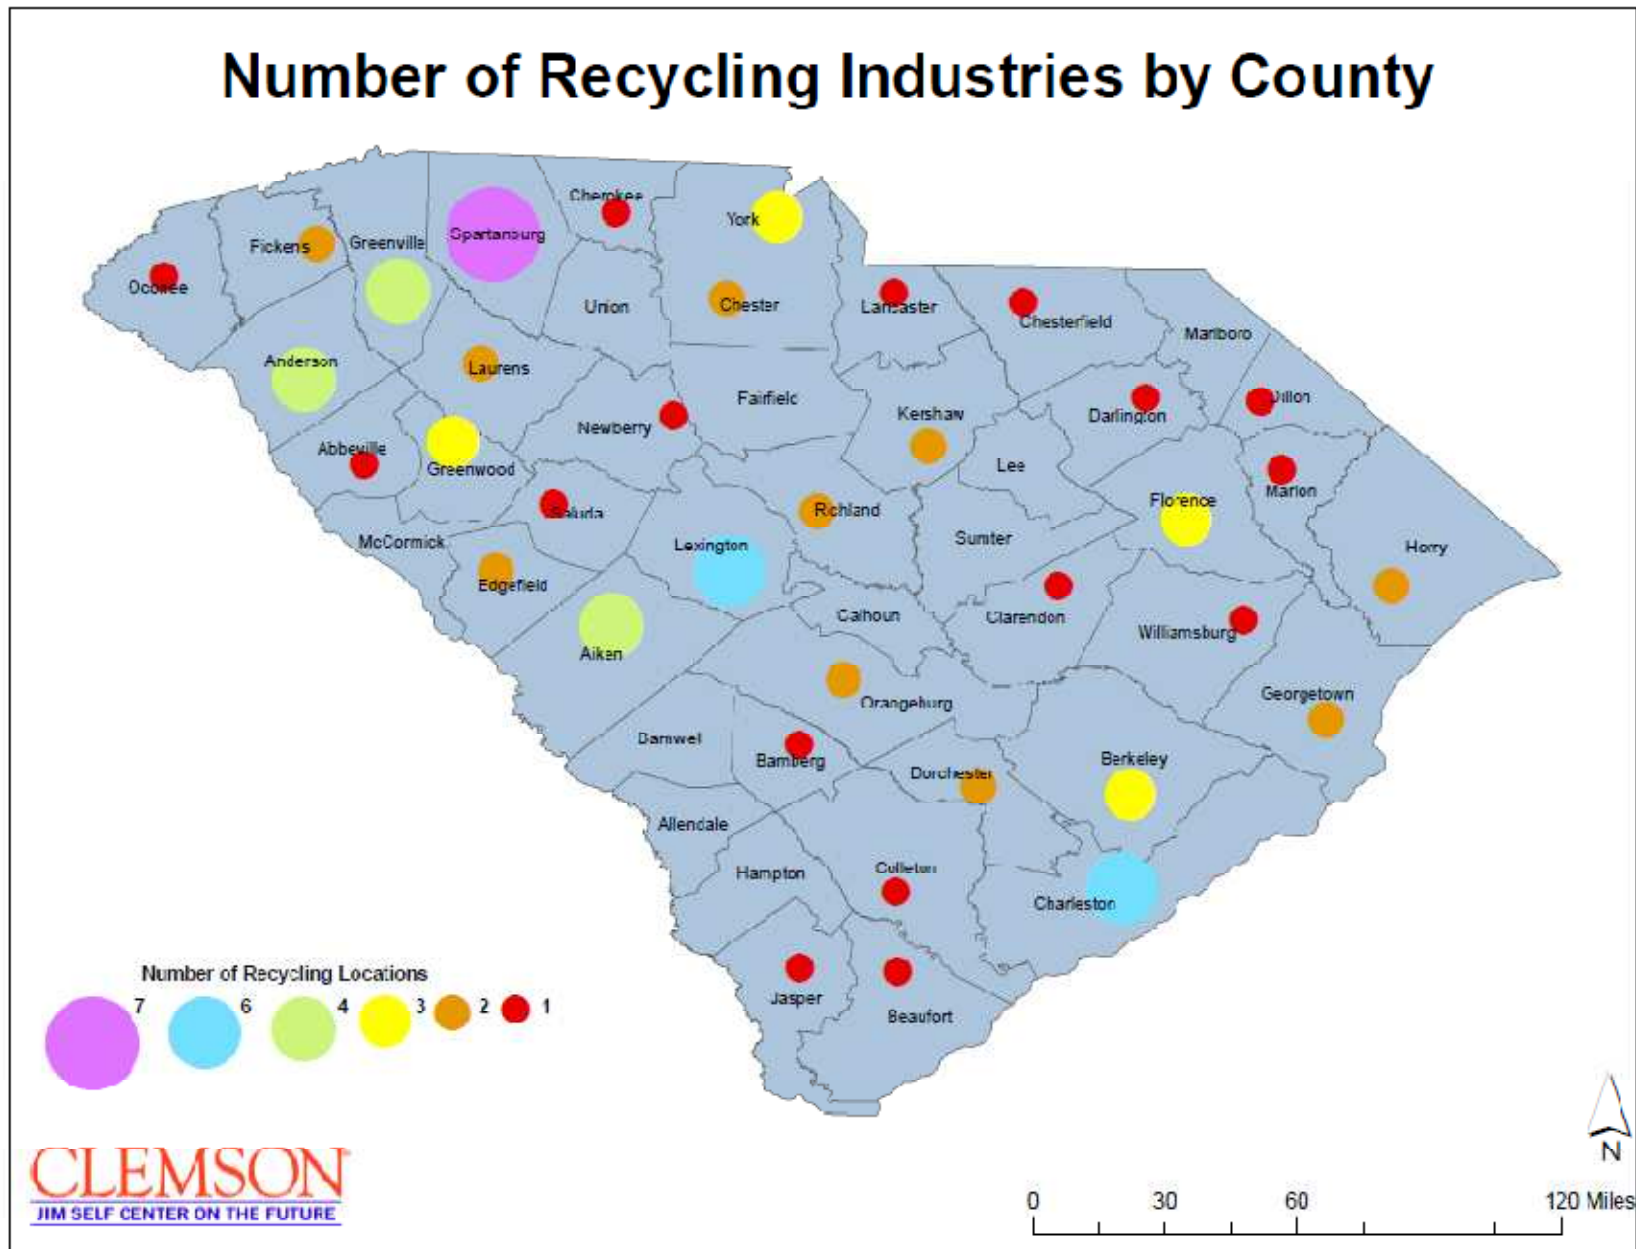 Number of Recycling Industries by County
Cherokee
York
Spartanburg
Greenville
Fickens
Oconee
Union
Chester
Lancaster
Chesterfield
Marlboro
Anderson
Laurens
Fairfield
Dillon
Kershaw
Darlington
Newberry
Abbeville
Greenwood
Lee
Marion
Florence
Richland
Saluda
McCormick
Lexington
Sumter
Horry
Edgefield
Calhoun
Clarendon
Williamsburg
Aiken
Georgetown
Orangeburg
Barnwell
Bamberg
Dorchester
Berkeley
Allendale
Hampton
Colleton
Charleston
Jasper
Beaufort
Number of Recycling Locations
7 6 4 3 2 1
N
CLEMSON
JIM SELF CENTER ON THE FUTURE
0 30 60 120 Miles